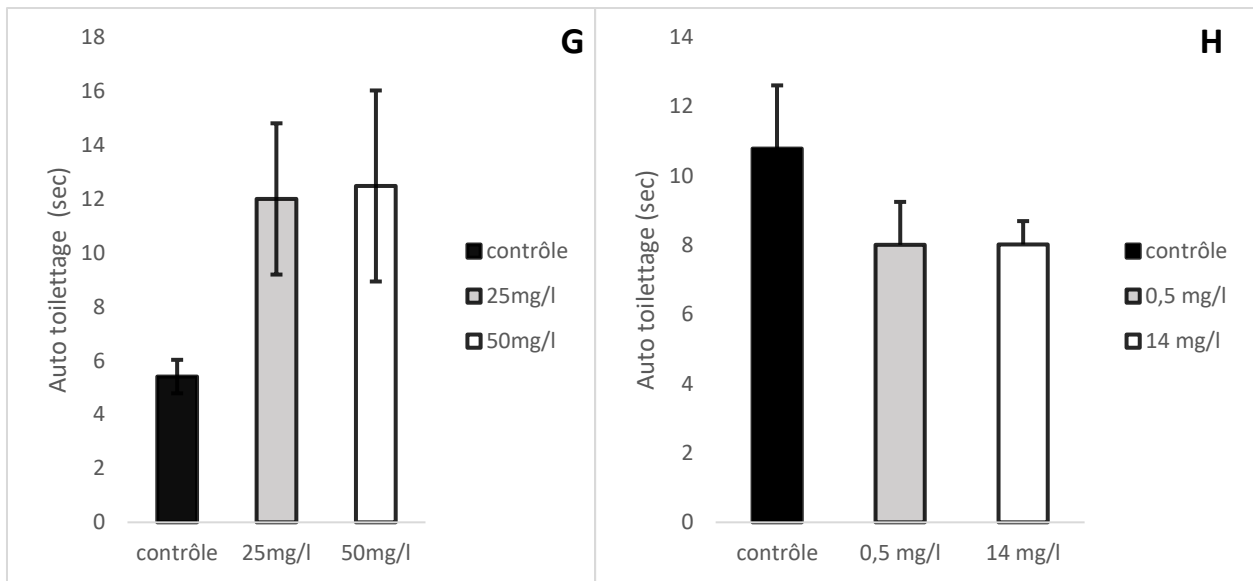 G
18
16
14
12
10
8
6
4
2
0
Auto toilettage (sec)
contrôle
25mg/l
50mg/l
contrôle
25mg/l
50mg/l
H
14
12
10
8
6
4
2
0
Auto toilettage (sec)
contrôle
0,5 mg/l
14 mg/l
contrôle
0,5 mg/l
14 mg/l